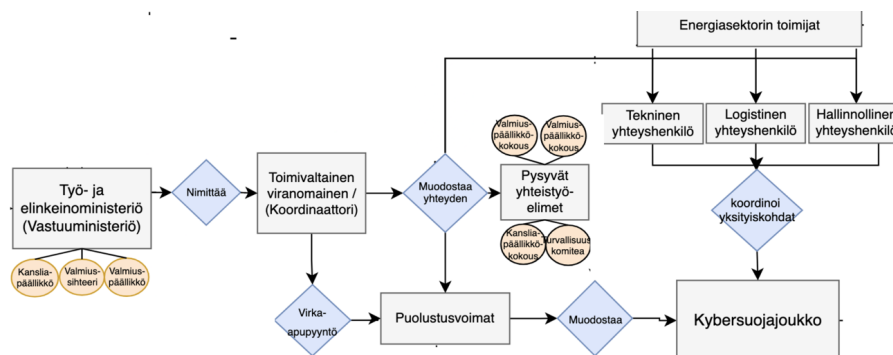 Energiasektorin toimijat
Tekninen
yhteyshenkilö
Logistinen
yhteyshenkilö
Hallinnollinen
yhteyshenkilö
Valmius-
päällikkö-
kokous
Valmius-
päällikkö-
kokous
Työ- ja
elinkeinoministeriö
(Vastuuministeriö)
Nimittää
Toimivaltainen
viranomainen /
(Koordinaattori)
Muodostaa
yhteyden
Pysyvät
yhteistyö-
elimet
koordinoi
yksityiskohdat
Kanslia-
päällikkö-
kokous
Turvallisuus
komitea
Kanslia-
päällikkö
Valmius-
sihteeri
Valmius-
päällikkö
Virka-
apupyyntö
Puolustusvoimat
Muodostaa
Kybersuojajoukko